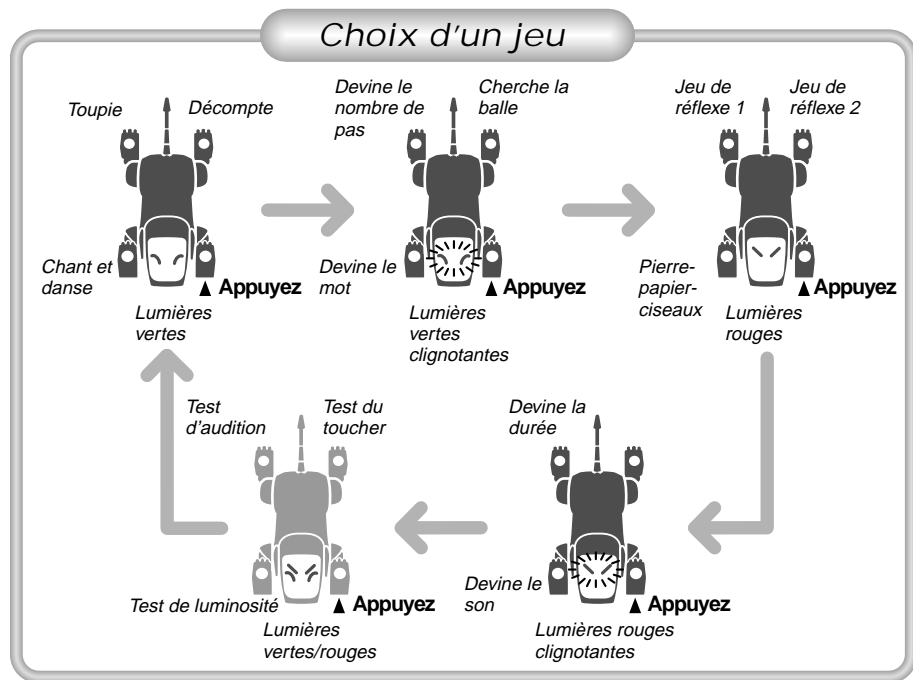 Choix d'un jeu
Toupie
Décompte
Chant et
danse
Appuyez
Lumières
vertes
Devine le
nombre de
pas
Cherche la
balle
Devine le
mot
Appuyez
Lumières
vertes
clignotantes
Jeu de
réflexe 1
Jeu de
réflexe 2
Pierre-
papier-
ciseaux
Appuyez
Lumières
rouges
Test
d'audition
Test du
toucher
Test de luminosité
Appuyez
Lumières
vertes/rouges
Devine la
durée
Devine le
son
Appuyez
Lumières rouges
clignotantes